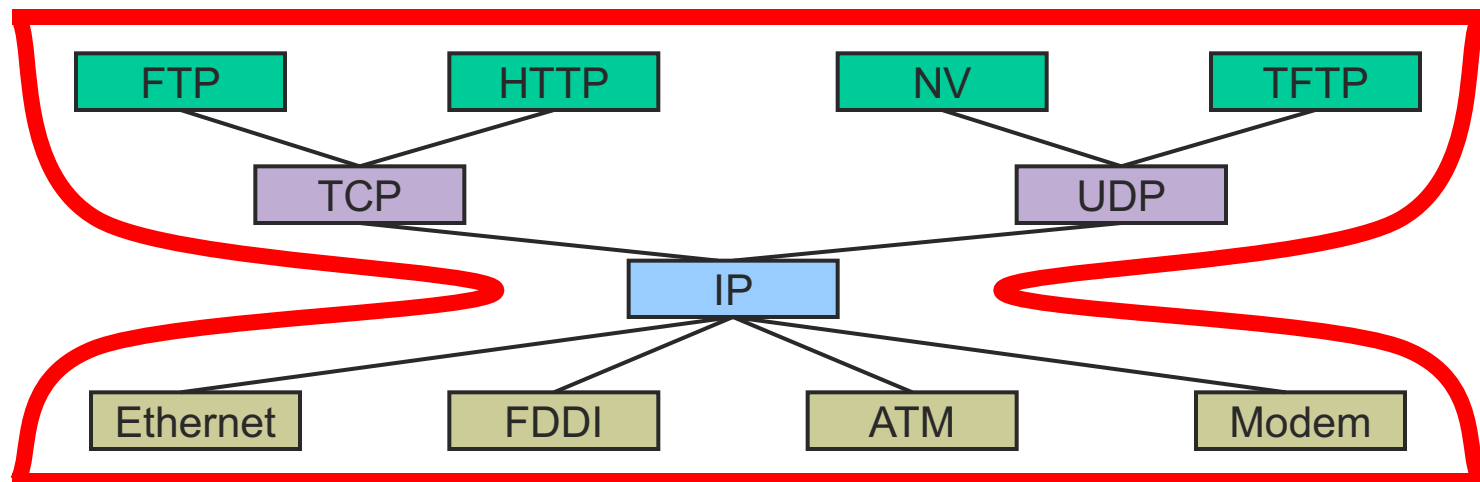 FTP
HTTP
NV
TFTP
TCP
UDP
IP
Ethernet
FDDI
ATM
Modem